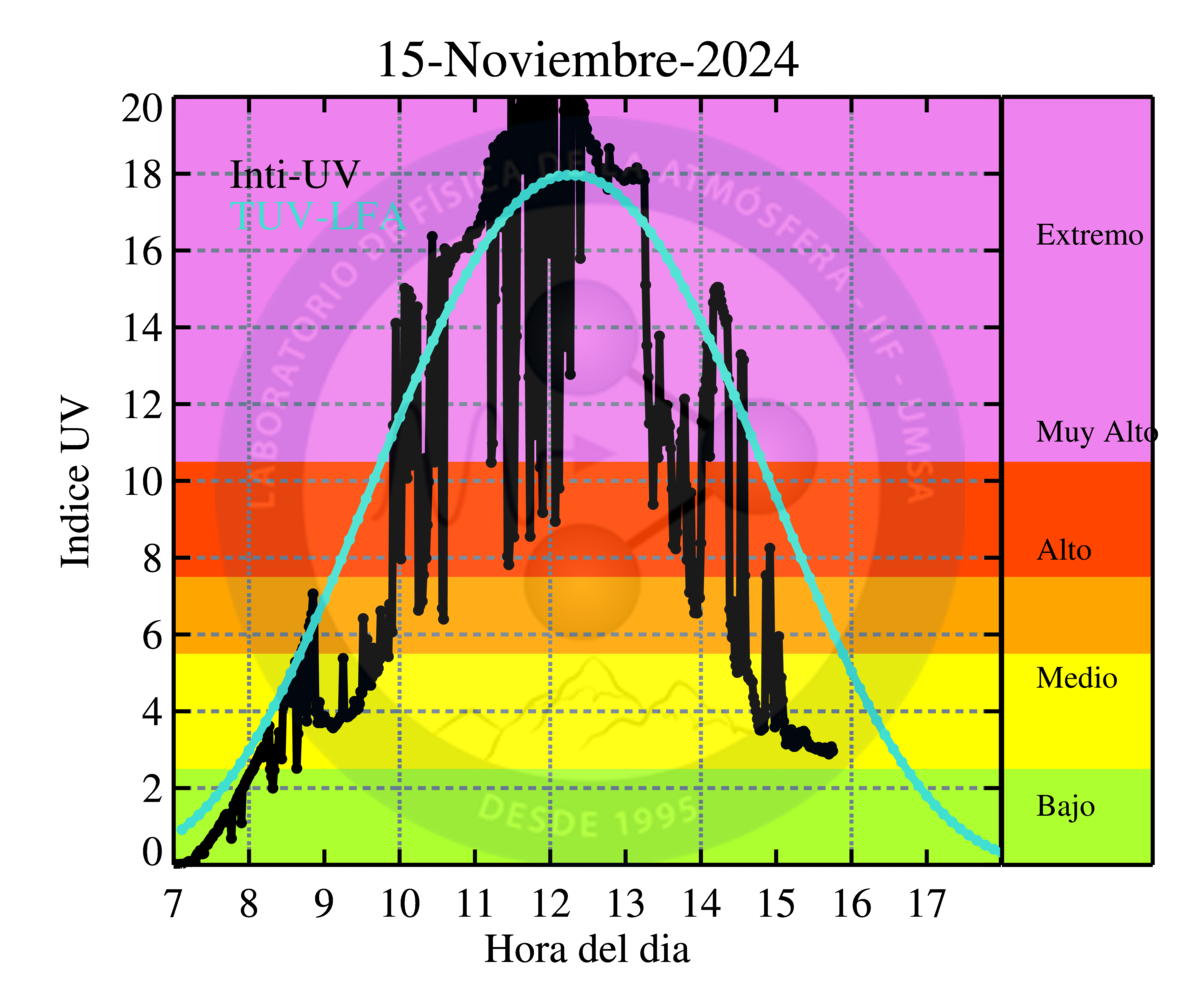 15-Noviembre-2024
Indice UV
20
18
16
14
12
10
8
6
4
2
0
Inti-UV
TUV-LFA
LABORATORIO DE FÍSICA DE LA ATMÓSFERA - IIF - UMSA
DESDE 1995
Extremo
Muy Alto
Alto
Medio
Bajo
7 8 9 10 11 12 13 14 15 16 17
Hora del dia